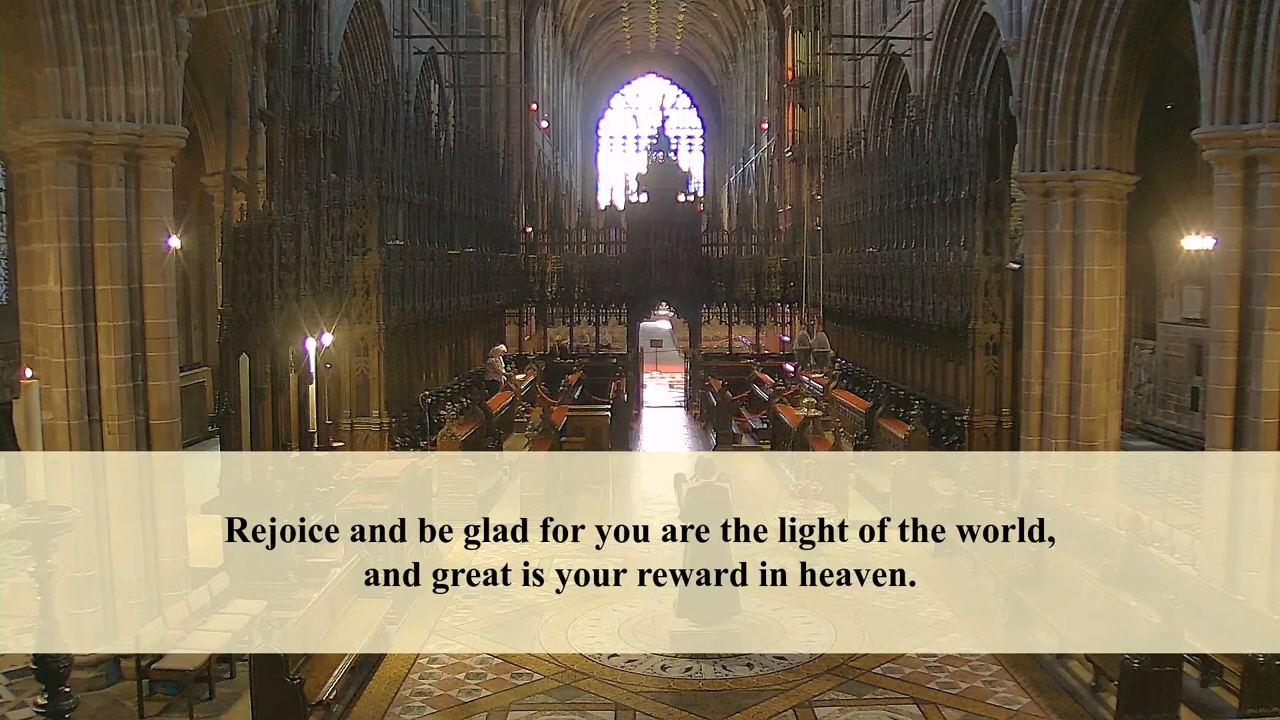 Rejoice and be glad for you are the light of the world,
and great is your reward in heaven.